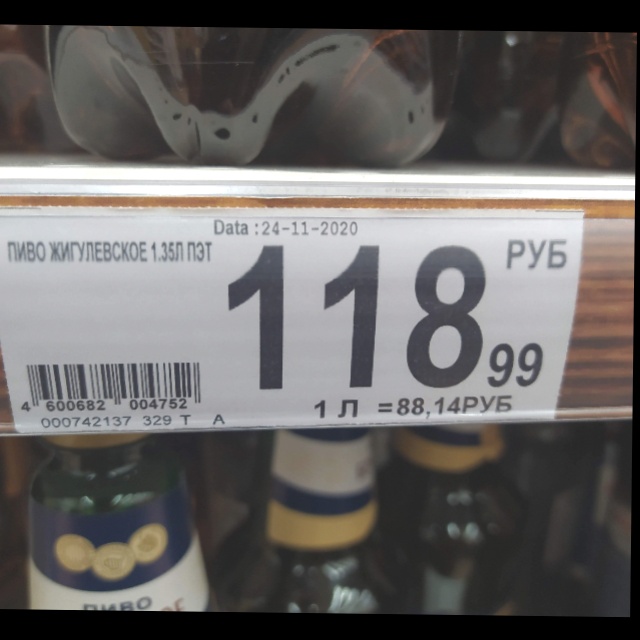 Data : 24-11-2020
ПИВО ЖИГУЛЕВСКОЕ 1.35Л ПЭТ
118 99 РУБ
4 600682 004752
1 Л =88,14РУБ
000742137 329 T A
ПИВО